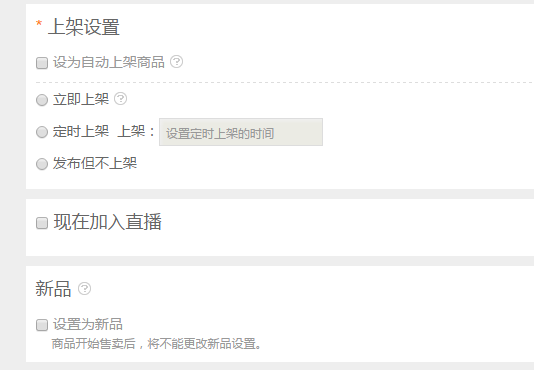 * 上架设置
设为自动上架商品 ?
立即上架 ?
定时上架 上架：设置定时上架的时间
发布但不上架
现在加入直播
新品 ?
设置为新品
商品开始售卖后，将不能更改新品设置。